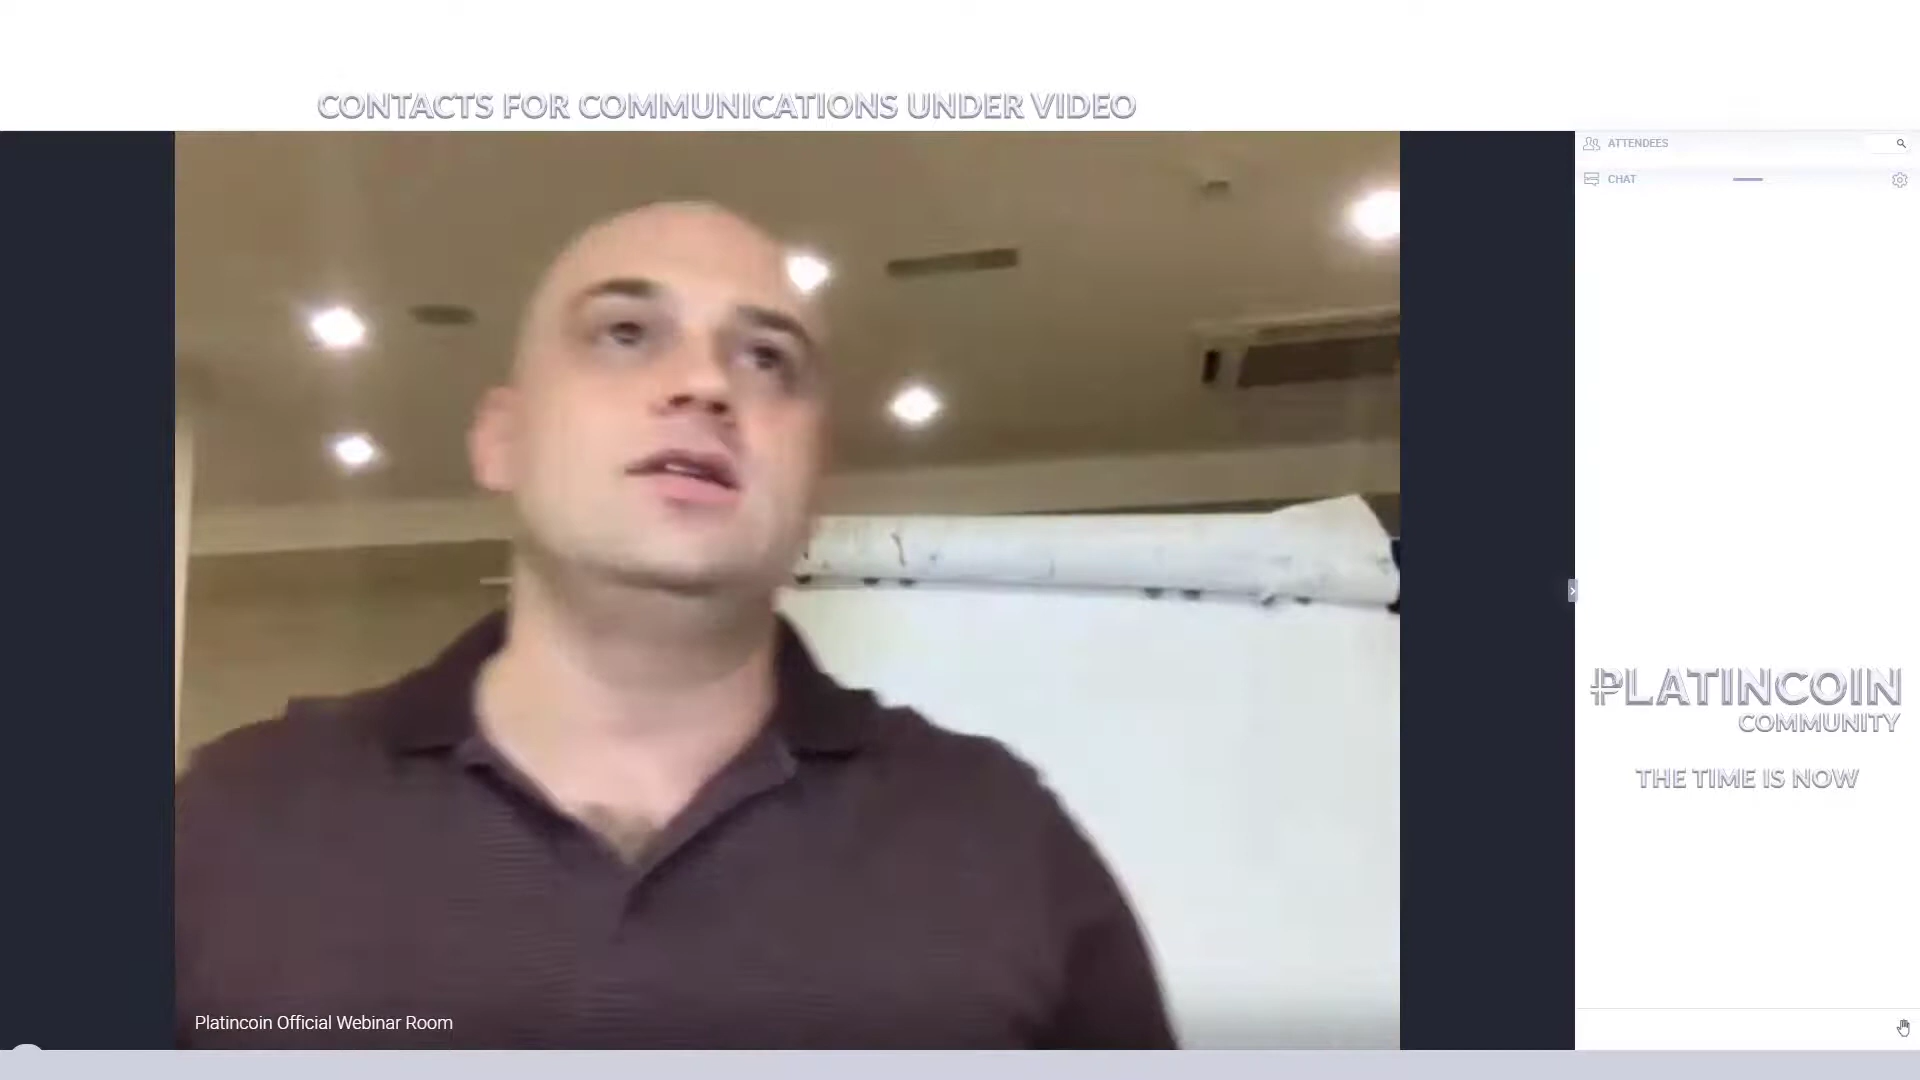 CONTACTS FOR COMMUNICATIONS UNDER VIDEO
ATTENDEES
CHAT
PLATINCOIN
COMMUNITY
THE TIME IS NOW
Platincoin Official Webinar Room